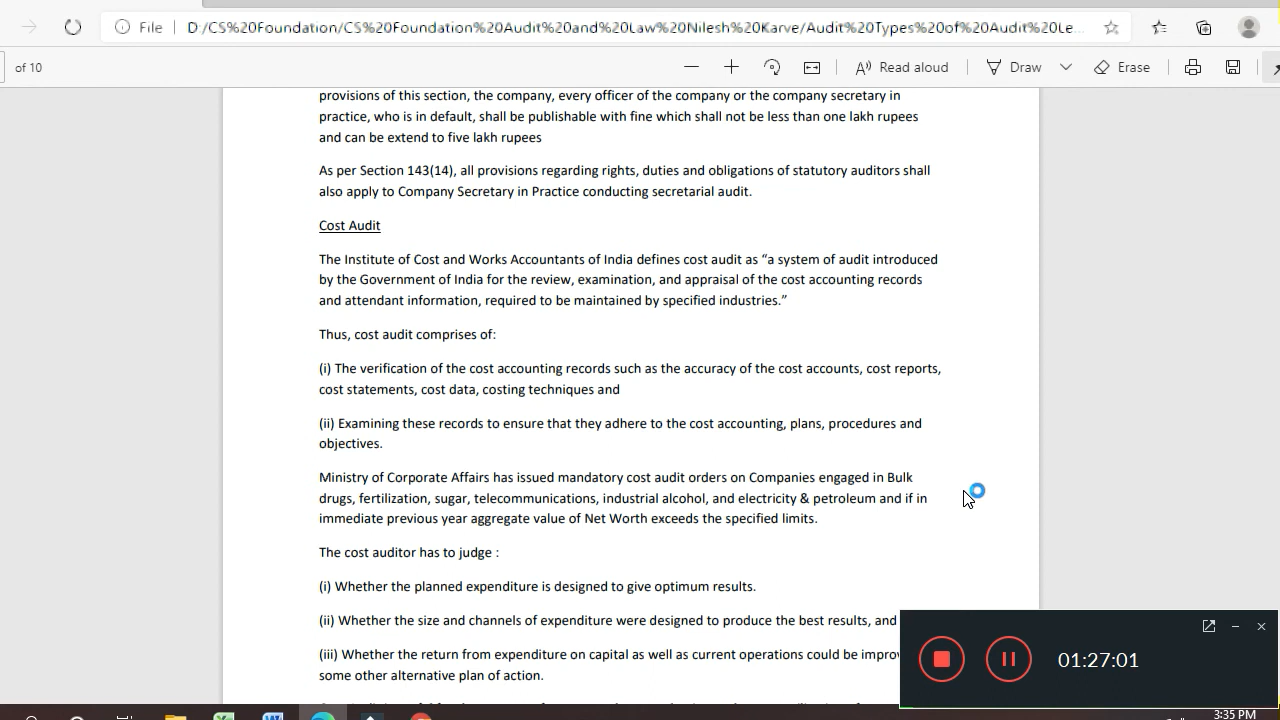 File
D:/CS%20Foundation/CS%20Foundation%20Audit%20and%20Law%20Nilesh%20Karve/Audit%20Types%20of%20Audit%20Le...
of 10
Read aloud
Draw
Erase
provisions of this section, the company, every officer of the company or the company secretary in
practice, who is in default, shall be publishable with fine which shall not be less than one lakh rupees
and can be extend to five lakh rupees
As per Section 143(14), all provisions regarding rights, duties and obligations of statutory auditors shall
also apply to Company Secretary in Practice conducting secretarial audit.
Cost Audit
The Institute of Cost and Works Accountants of India defines cost audit as “a system of audit introduced
by the Government of India for the review, examination, and appraisal of the cost accounting records
and attendant information, required to be maintained by specified industries.”
Thus, cost audit comprises of:
(i) The verification of the cost accounting records such as the accuracy of the cost accounts, cost reports,
cost statements, cost data, costing techniques and
(ii) Examining these records to ensure that they adhere to the cost accounting, plans, procedures and
objectives.
Ministry of Corporate Affairs has issued mandatory cost audit orders on Companies engaged in Bulk
drugs, fertilization, sugar, telecommunications, industrial alcohol, and electricity & petroleum and if in
immediate previous year aggregate value of Net Worth exceeds the specified limits.
The cost auditor has to judge :
(i) Whether the planned expenditure is designed to give optimum results.
(ii) Whether the size and channels of expenditure were designed to produce the best results, and
(iii) Whether the return from expenditure on capital as well as current operations could be improv
some other alternative plan of action.
01:27:01
3:35 PM